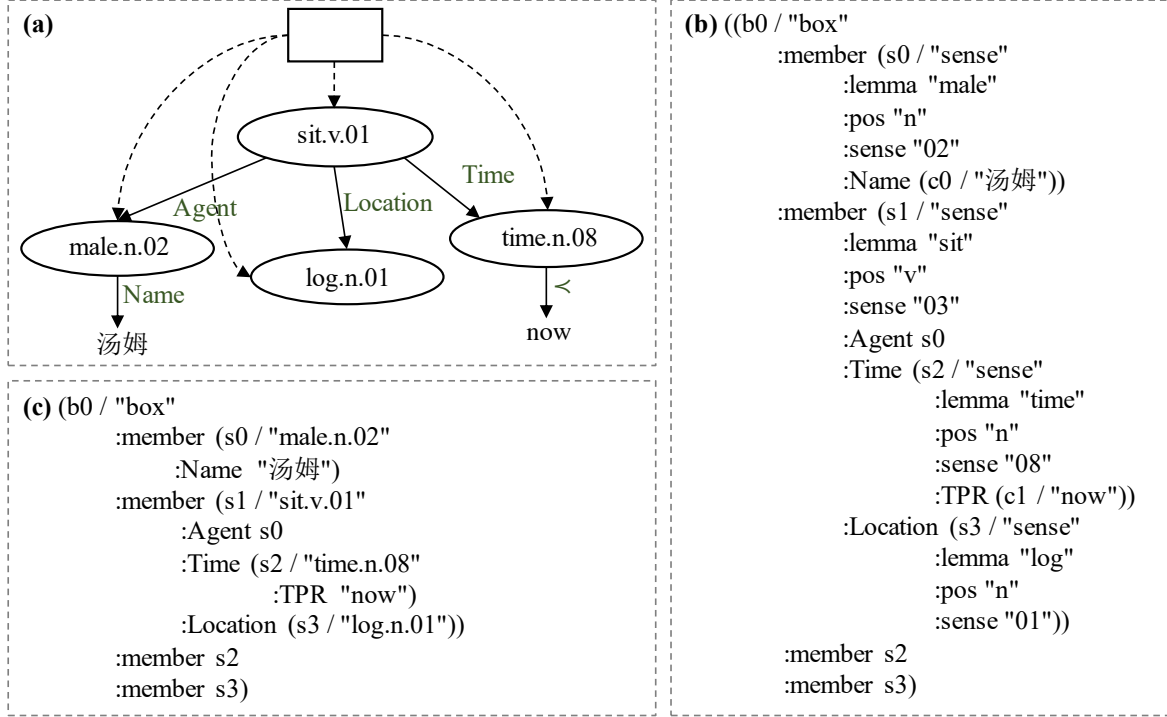 (a)
sit.v.01
Time
Agent
Location
male.n.02
time.n.08
log.n.01
Name
≺
汤姆
now
(b) ((b0 / "box"
:member (s0 / "sense"
:lemma "male"
:pos "n"
:sense "02"
:Name (c0 / "汤姆"))
:member (s1 / "sense"
:lemma "sit"
:pos "v"
:sense "03"
:Agent s0
:Time (s2 / "sense"
:lemma "time"
:pos "n"
:sense "08"
:TPR (c1 / "now"))
:Location (s3 / "sense"
:lemma "log"
:pos "n"
:sense "01"))
:member s2
:member s3)
(c) (b0 / "box"
:member (s0 / "male.n.02"
:Name "汤姆")
:member (s1 / "sit.v.01"
:Agent s0
:Time (s2 / "time.n.08"
:TPR "now")
:Location (s3 / "log.n.01"))
:member s2
:member s3)